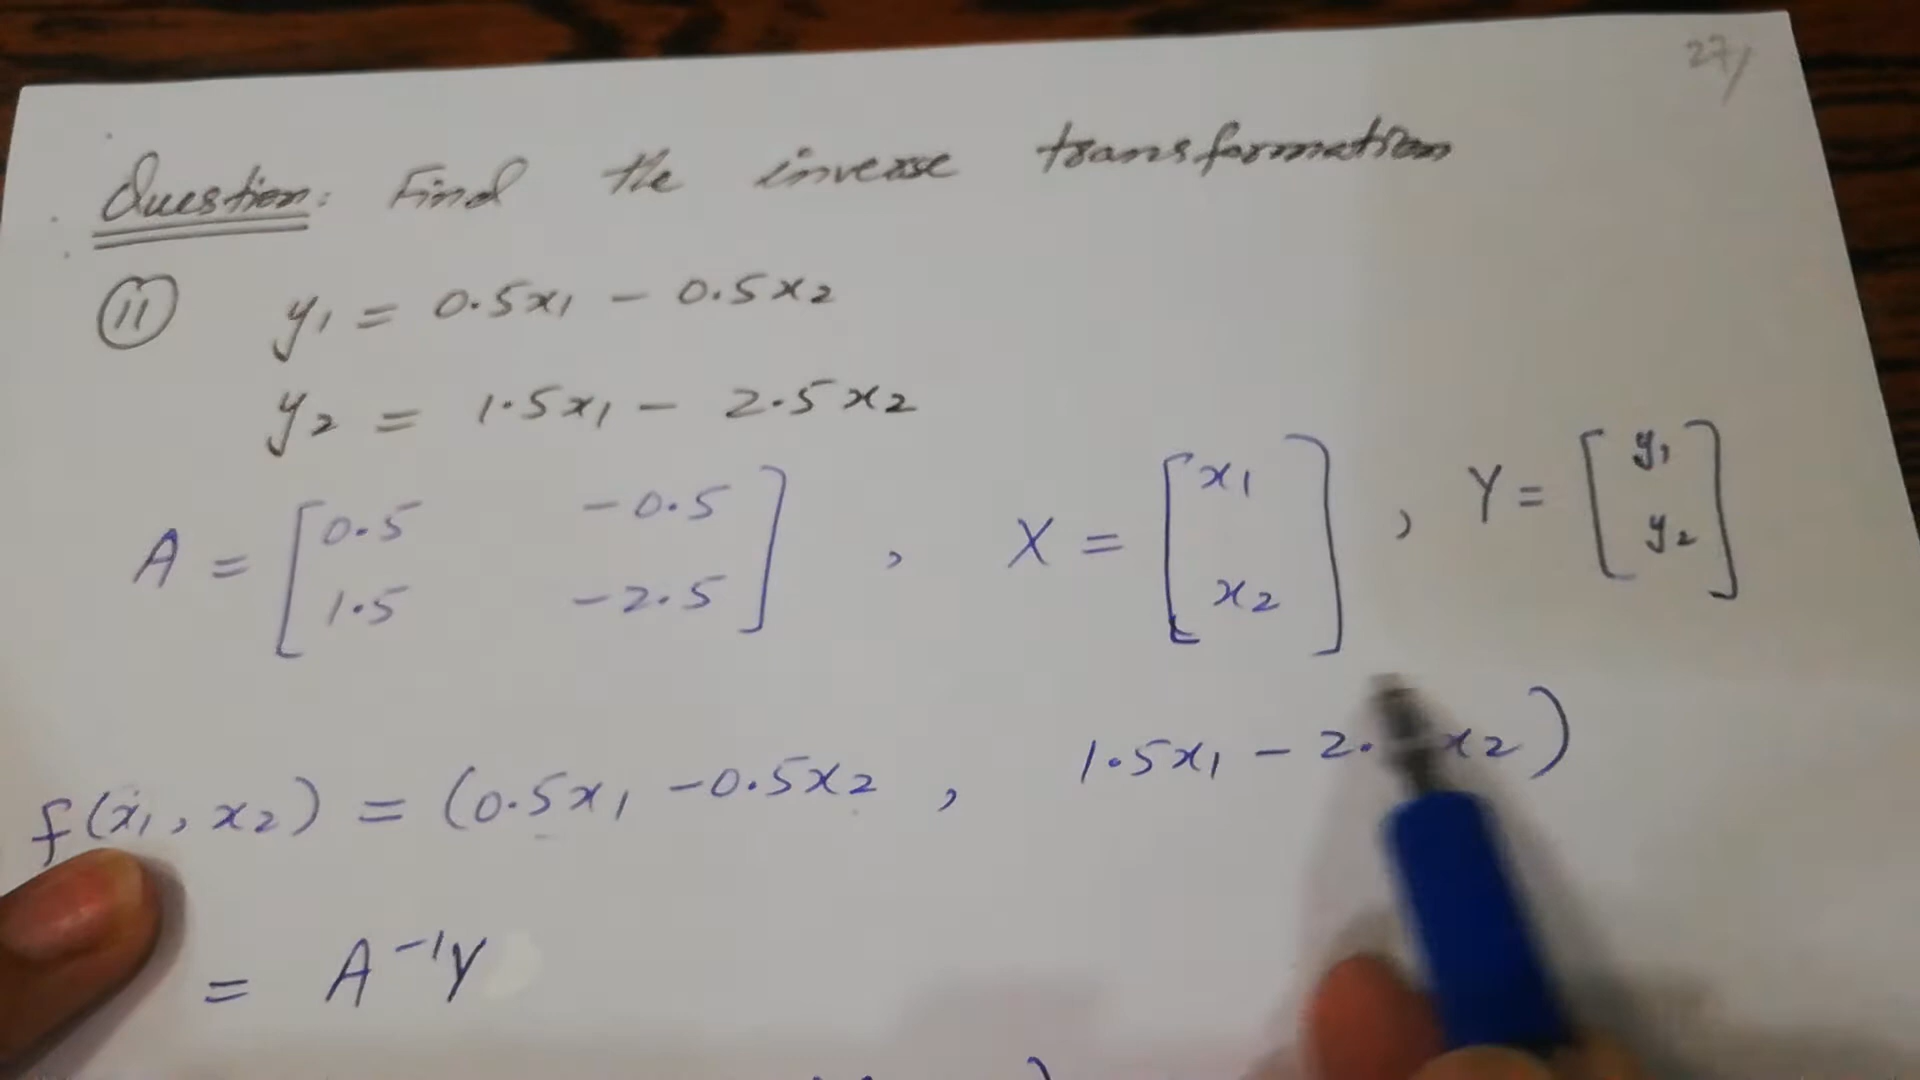 27/
Question: Find the inverse transformation
(11) y₁ = 0.5x₁ - 0.5x₂
y₂ = 1.5x₁ - 2.5x₂
A = [0.5 -0.5; 1.5 -2.5], X = [x₁; x₂], Y = [y₁; y₂]
f(x₁, x₂) = (0.5x₁ - 0.5x₂, 1.5x₁ - 2. x₂)
= A⁻¹Y